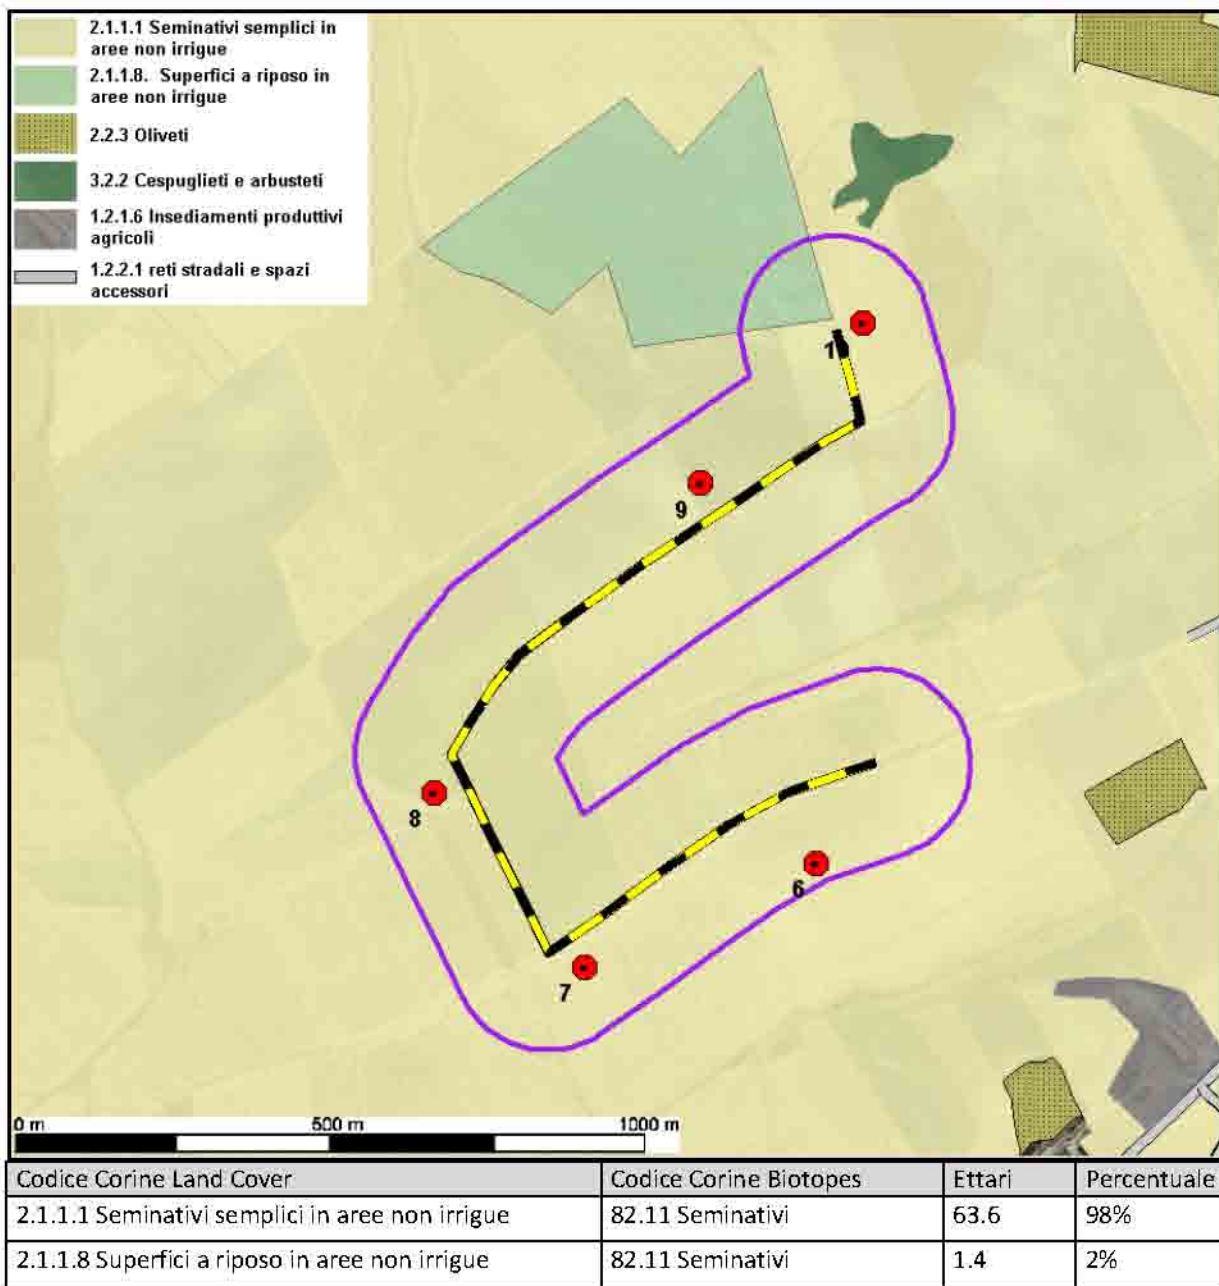 2.1.1.1 Seminativi semplici in
aree non irrigue
2.1.1.8. Superfici a riposo in
aree non irrigue
2.2.3 Oliveti
3.2.2 Cespuglieti e arbusteti
1.2.1.6 Insediamenti produttivi
agricoli
1.2.2.1 reti stradali e spazi
accessori
9
8
6
7
0 m 500 m 1000 m
Codice Corine Land Cover Codice Corine Biotopes Ettari Percentuale
2.1.1.1 Seminativi semplici in aree non irrigue 82.11 Seminativi 63.6 98%
2.1.1.8 Superfici a riposo in aree non irrigue 82.11 Seminativi 1.4 2%